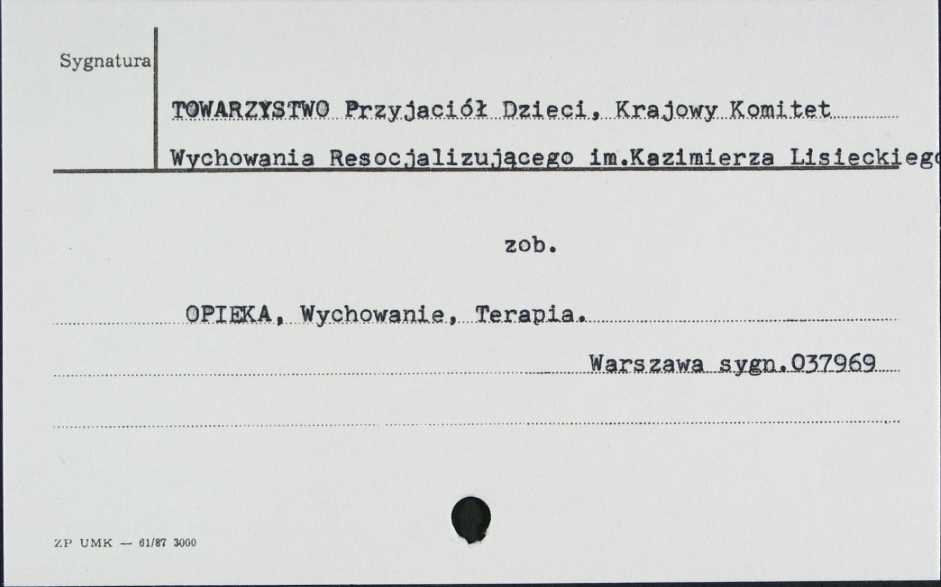 Sygnatura
TOWARZYSTWO Przyjaciół Dzieci, Krajowy Komitet
Wychowania Resocjalizującego im.Kazimierza Lisieckiego
zob.
OPIEKA, Wychowanie, Terapia.
Warszawa sygn.037969
ZP UMK — 61/87 3000